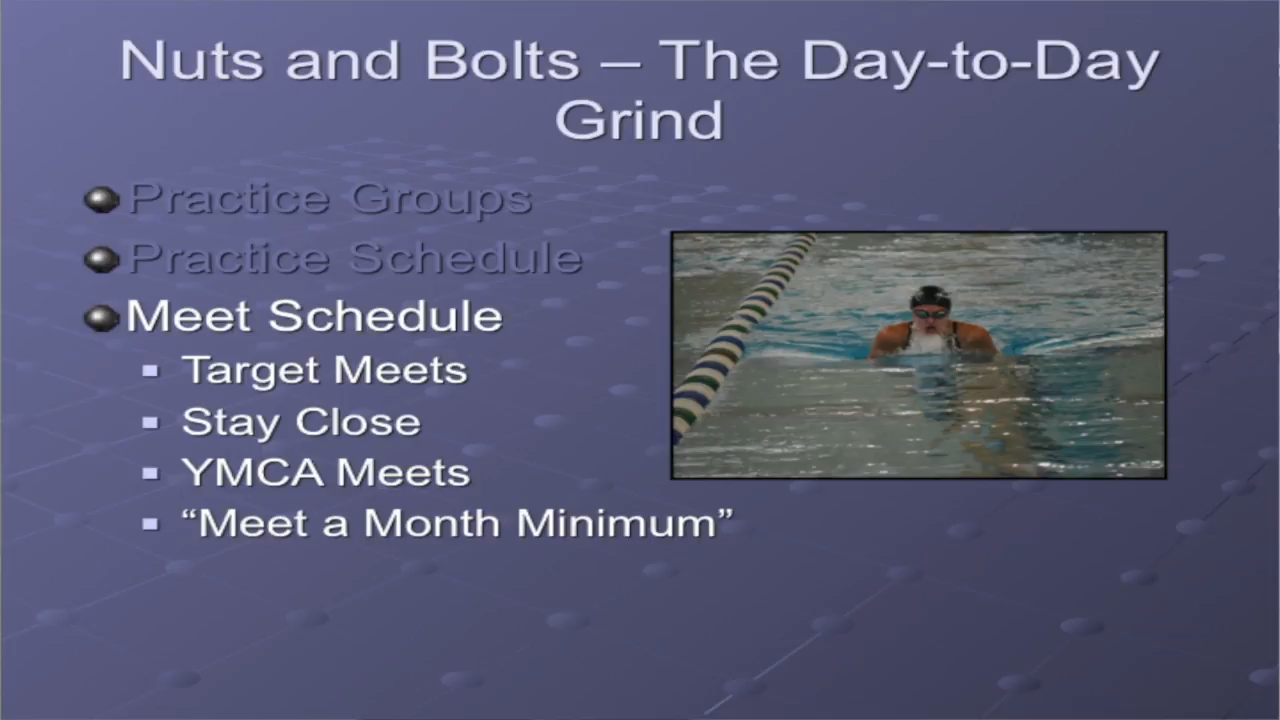 Nuts and Bolts – The Day-to-Day
Grind
Practice Groups
Practice Schedule
Meet Schedule
Target Meets
Stay Close
YMCA Meets
“Meet a Month Minimum”